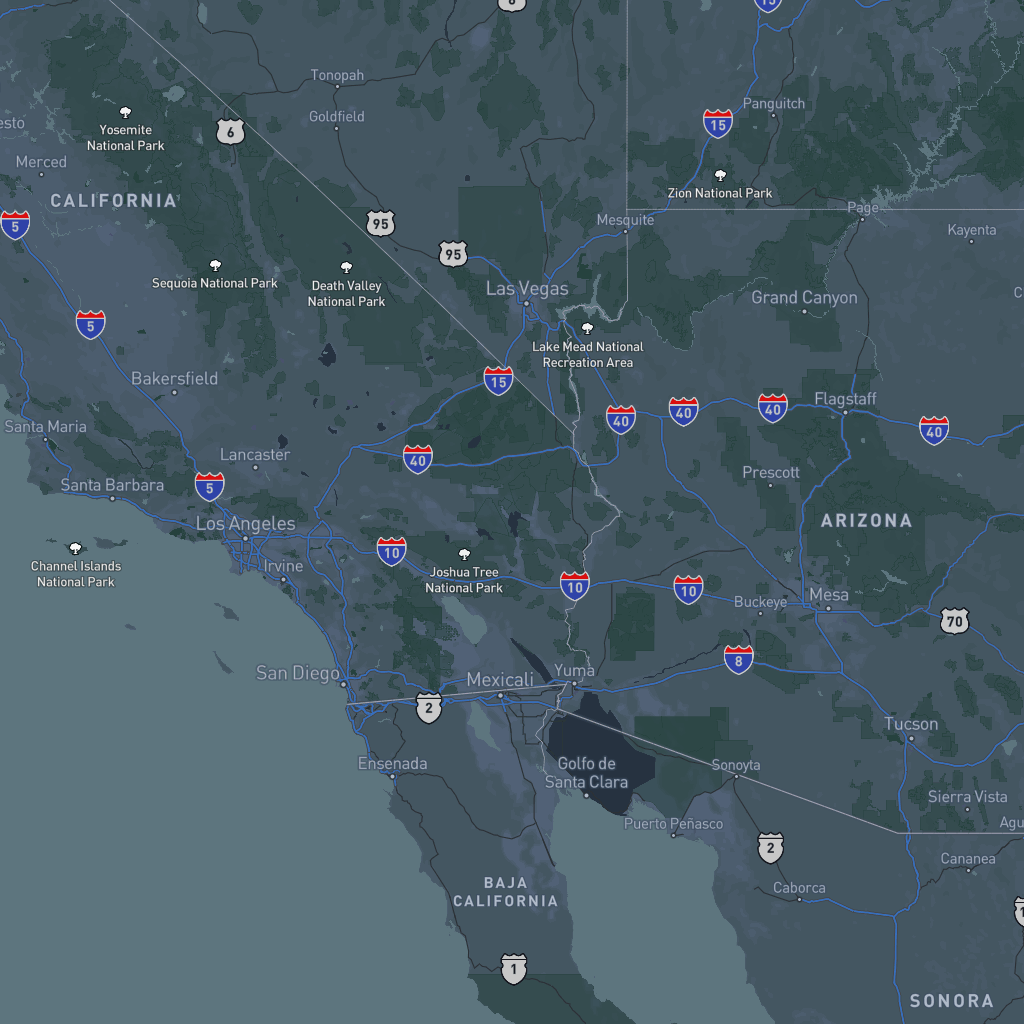 6
15
Tonopah
Panguitch
Goldfield
15
Yosemite
National Park
6
esto
Merced
Zion National Park
CALIFORNIA
Page
5
95
Mesquite
Kayenta
95
Sequoia National Park
Death Valley
National Park
Las Vegas
Grand Canyon
C
5
Lake Mead National
Recreation Area
Bakersfield
15
Flagstaff
40
40
40
40
Santa Maria
Lancaster
40
Prescott
Santa Barbara
5
Los Angeles
ARIZONA
10
Channel Islands
National Park
Irvine
Joshua Tree
National Park
10
10
Buckeye
Mesa
70
8
San Diego
Mexicali
Yuma
2
Tucson
Ensenada
Golfo de
Santa Clara
Sonoyta
Sierra Vista
Puerto Peñasco
Agu
2
Cananea
BAJA
CALIFORNIA
Caborca
1
1
SONORA